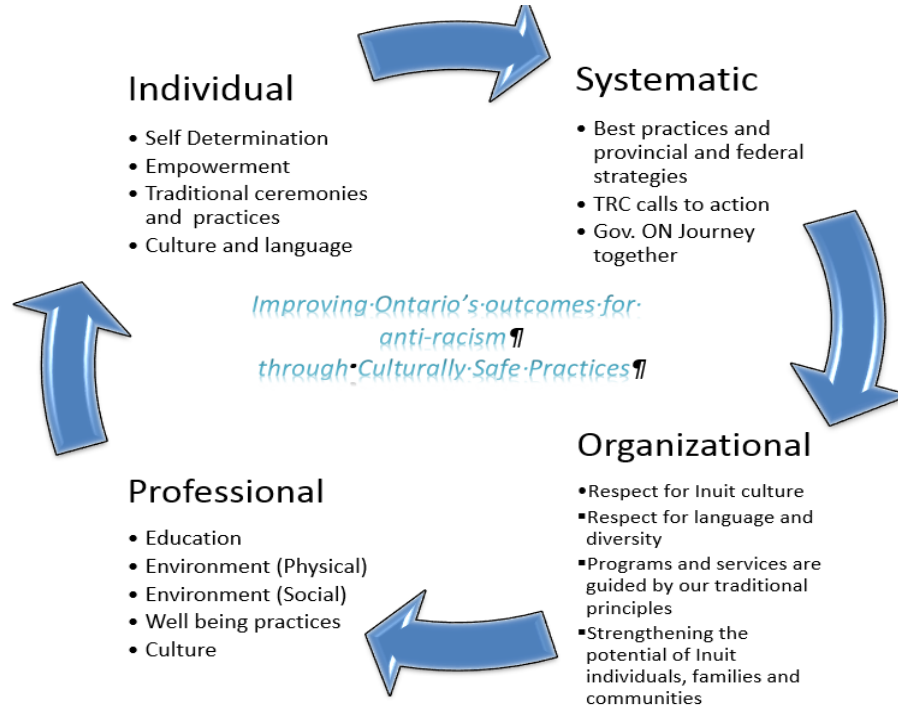 Individual
• Self Determination
• Empowerment
• Traditional ceremonies
and practices
• Culture and language
Systematic
• Best practices and
provincial and federal
strategies
• TRC calls to action
• Gov. ON Journey
together
Improving·Ontario’s·outcomes·for·
anti-racism¶
through·Culturally·Safe·Practices¶
Organizational
•Respect for Inuit culture
▪Respect for language and
diversity
▪Programs and services are
guided by our traditional
principles
▪Strengthening the
potential of Inuit
individuals, families and
communities
Professional
• Education
• Environment (Physical)
• Environment (Social)
• Well being practices
• Culture